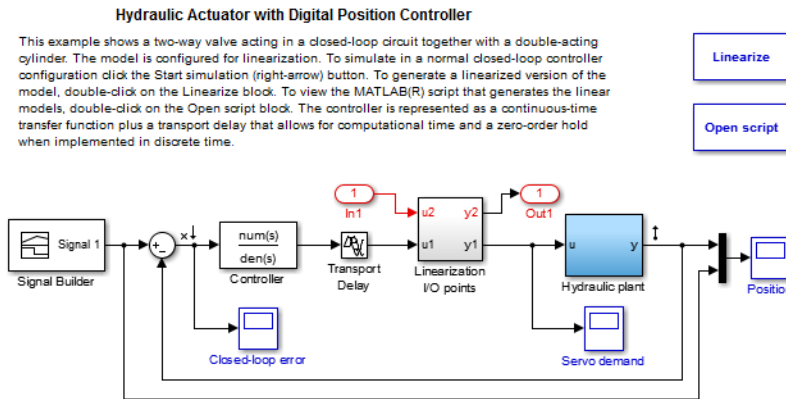 Hydraulic Actuator with Digital Position Controller
This example shows a two-way valve acting in a closed-loop circuit together with a double-acting
cylinder. The model is configured for linearization. To simulate in a normal closed-loop controller
configuration click the Start simulation (right-arrow) button. To generate a linearized version of the
model, double-click on the Linearize block. To view the MATLAB(R) script that generates the linear
models, double-click on the Open script block. The controller is represented as a continuous-time
transfer function plus a transport delay that allows for computational time and a zero-order hold
when implemented in discrete time.
Linearize
Open script
Signal 1
Signal Builder
num(s)
den(s)
Controller
Transport
Delay
1
In1
u2 y2
u1 y1
Linearization
I/O points
1
Out1
u y
Hydraulic plant
Position
Closed-loop error
Servo demand